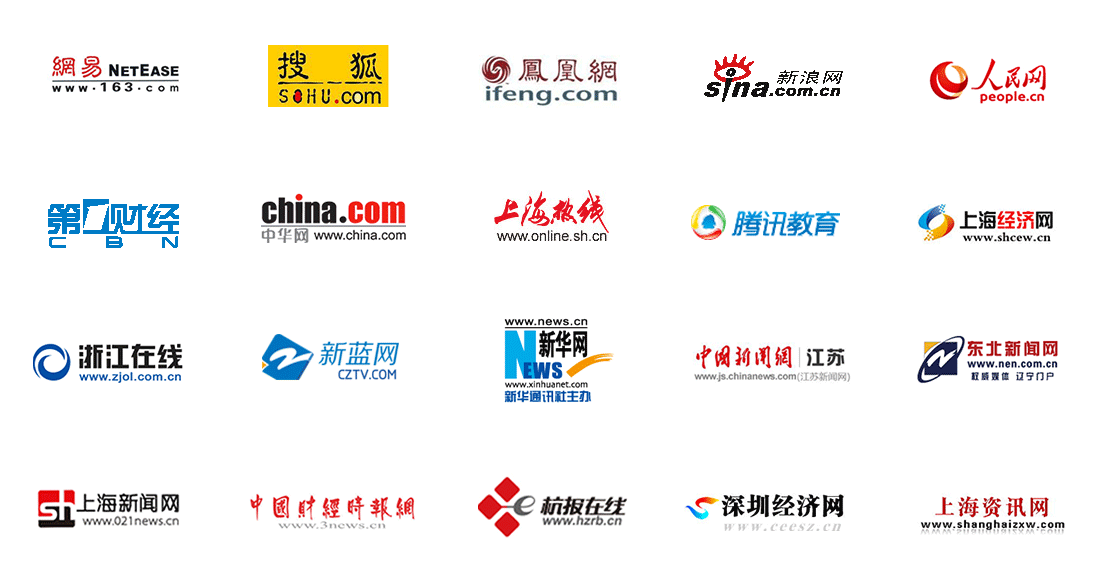 網易 NETEASE
www.163.com
搜狐
SOHU.com
鳳凰網
ifeng.com
sina 新浪网
.com.cn
人民网
people.cn
第一财经
CBN
china.com
中华网 www.china.com
上海热线
www.online.sh.cn
腾讯教育
上海经济网
www.shcew.cn
浙江在线
www.zjol.com.cn
新蓝网
CZTV.COM
www.news.cn
新华网
NEWS
www.xinhuanet.com
新华通讯社主办
中国新闻網 江苏
www.js.chinanews.com(江苏新闻网)
东北新闻网
www.nen.com.cn
权威媒体 辽宁门户
sh 上海新闻网
www.021news.cn
中國財經時報網
www.3news.cn
e 杭报在线
www.hzrb.cn
深圳经济网
www.ceesz.cn
上海资讯网
www.shanghaizxw.com